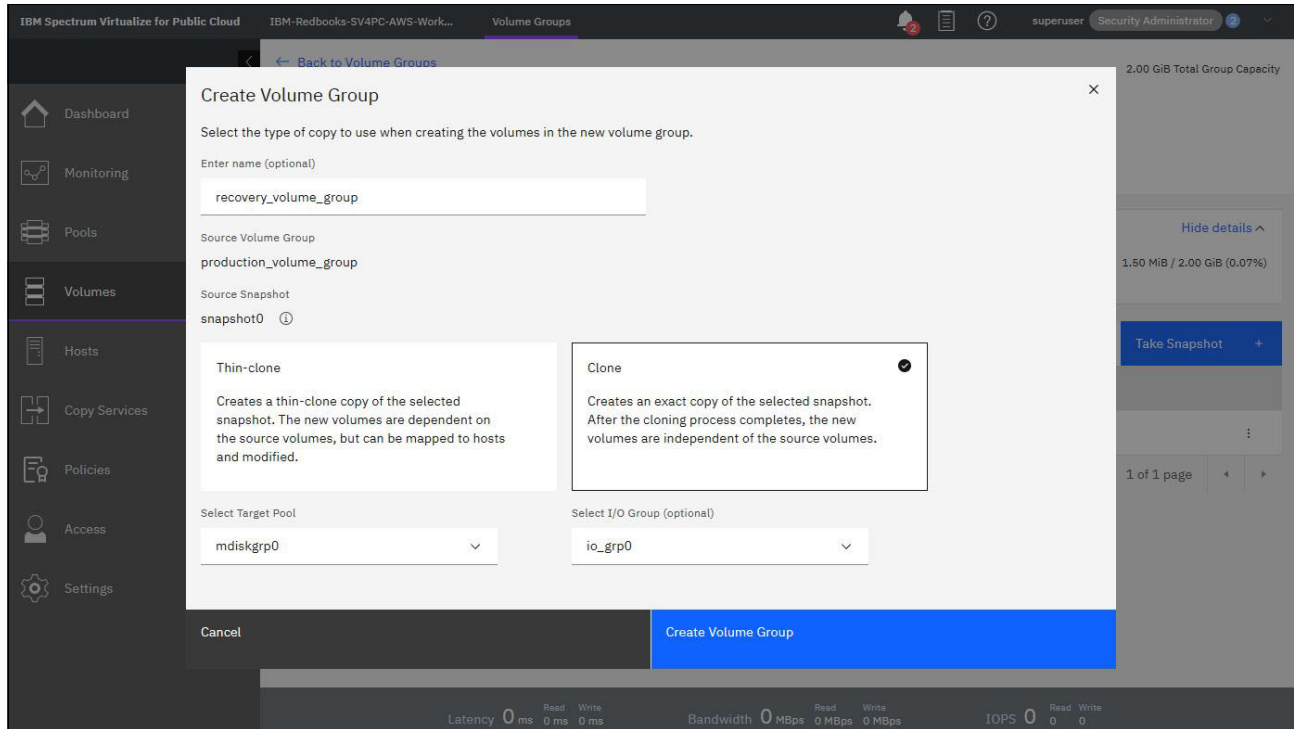 IBM Spectrum Virtualize for Public Cloud IBM-Redbooks-SV4PC-AWS-Work... Volume Groups 2 superuser Security Administrator 2
← Back to Volume Groups
2.00 GiB Total Group Capacity
Dashboard
Monitoring
Pools
Volumes
Hosts
Copy Services
Policies
Access
Settings
Create Volume Group
Select the type of copy to use when creating the volumes in the new volume group.
Enter name (optional)
recovery_volume_group
Source Volume Group
production_volume_group
Source Snapshot
snapshot0
Thin-clone
Creates a thin-clone copy of the selected
snapshot. The new volumes are dependent on
the source volumes, but can be mapped to hosts
and modified.
Clone
Creates an exact copy of the selected snapshot.
After the cloning process completes, the new
volumes are independent of the source volumes.
Select Target Pool
mdiskgrp0
Select I/O Group (optional)
io_grp0
Cancel
Create Volume Group
Hide details
1.50 MiB / 2.00 GiB (0.07%)
Take Snapshot +
1 of 1 page
Read Write Read Write Read Write
Latency 0 ms 0 ms 0 ms Bandwidth 0 MBps 0 MBps 0 MBps IOPS 0 0 0